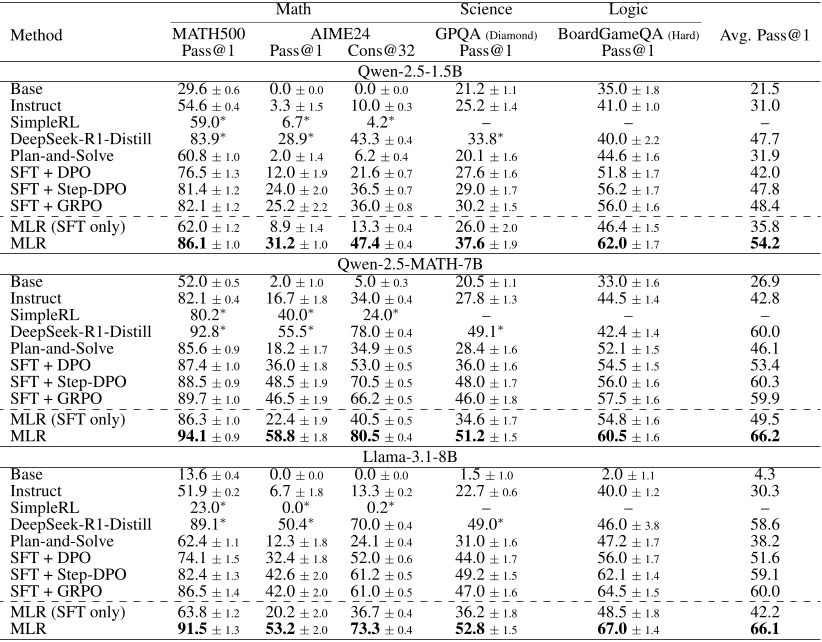 Math Science Logic
Method MATH500 AIME24 GPQA (Diamond) BoardGameQA (Hard) Avg. Pass@1
Pass@1 Pass@1 Cons@32 Pass@1 Pass@1
Qwen-2.5-1.5B
Base 29.6 ± 0.6 0.0 ± 0.0 0.0 ± 0.0 21.2 ± 1.1 35.0 ± 1.8 21.5
Instruct 54.6 ± 0.4 3.3 ± 1.5 10.0 ± 0.3 25.2 ± 1.4 41.0 ± 1.0 31.0
SimpleRL 59.0* 6.7* 4.2* – – –
DeepSeek-R1-Distill 83.9* 28.9* 43.3 ± 0.4 33.8* 40.0 ± 2.2 47.7
Plan-and-Solve 60.8 ± 1.0 2.0 ± 1.4 6.2 ± 0.4 20.1 ± 1.6 44.6 ± 1.6 31.9
SFT + DPO 76.5 ± 1.3 12.0 ± 1.9 21.6 ± 0.7 27.6 ± 1.6 51.8 ± 1.7 42.0
SFT + Step-DPO 81.4 ± 1.2 24.0 ± 2.0 36.5 ± 0.7 29.0 ± 1.7 56.2 ± 1.7 47.8
SFT + GRPO 82.1 ± 1.2 25.2 ± 2.2 36.0 ± 0.8 30.2 ± 1.5 56.0 ± 1.6 48.4
MLR (SFT only) 62.0 ± 1.2 8.9 ± 1.4 13.3 ± 0.4 26.0 ± 2.0 46.4 ± 1.5 35.8
MLR 86.1 ± 1.0 31.2 ± 1.0 47.4 ± 0.4 37.6 ± 1.9 62.0 ± 1.7 54.2
Qwen-2.5-MATH-7B
Base 52.0 ± 0.5 2.0 ± 1.0 5.0 ± 0.3 20.5 ± 1.1 33.0 ± 1.6 26.9
Instruct 82.1 ± 0.4 16.7 ± 1.8 34.0 ± 0.4 27.8 ± 1.3 44.5 ± 1.4 42.8
SimpleRL 80.2* 40.0* 24.0* – – –
DeepSeek-R1-Distill 92.8* 55.5* 78.0 ± 0.4 49.1* 42.4 ± 1.4 60.0
Plan-and-Solve 85.6 ± 0.9 18.2 ± 1.7 34.9 ± 0.5 28.4 ± 1.6 52.1 ± 1.5 46.1
SFT + DPO 87.4 ± 1.0 36.0 ± 1.8 53.0 ± 0.5 36.0 ± 1.6 54.5 ± 1.5 53.4
SFT + Step-DPO 88.5 ± 0.9 48.5 ± 1.9 70.5 ± 0.5 48.0 ± 1.7 56.0 ± 1.6 60.3
SFT + GRPO 89.7 ± 1.0 46.5 ± 1.9 66.2 ± 0.5 46.0 ± 1.8 57.5 ± 1.6 59.9
MLR (SFT only) 86.3 ± 1.0 22.4 ± 1.9 40.5 ± 0.5 34.6 ± 1.7 54.8 ± 1.6 49.5
MLR 94.1 ± 0.9 58.8 ± 1.8 80.5 ± 0.4 51.2 ± 1.5 60.5 ± 1.6 66.2
Llama-3.1-8B
Base 13.6 ± 0.4 0.0 ± 0.0 0.0 ± 0.0 1.5 ± 1.0 2.0 ± 1.1 4.3
Instruct 51.9 ± 0.2 6.7 ± 1.8 13.3 ± 0.2 22.7 ± 0.6 40.0 ± 1.2 30.3
SimpleRL 23.0* 0.0* 0.2* – – –
DeepSeek-R1-Distill 89.1* 50.4* 70.0 ± 0.4 49.0* 46.0 ± 3.8 58.6
Plan-and-Solve 62.4 ± 1.1 12.3 ± 1.8 24.1 ± 0.4 31.0 ± 1.6 47.2 ± 1.7 38.2
SFT + DPO 74.1 ± 1.5 32.4 ± 1.8 52.0 ± 0.6 44.0 ± 1.7 56.0 ± 1.7 51.6
SFT + Step-DPO 82.4 ± 1.3 42.6 ± 2.0 61.2 ± 0.5 49.2 ± 1.5 62.1 ± 1.4 59.1
SFT + GRPO 86.5 ± 1.4 42.0 ± 2.0 61.0 ± 0.5 47.0 ± 1.6 64.5 ± 1.5 60.0
MLR (SFT only) 63.8 ± 1.2 20.2 ± 2.0 36.7 ± 0.4 36.2 ± 1.8 48.5 ± 1.8 42.2
MLR 91.5 ± 1.3 53.2 ± 2.0 73.3 ± 0.4 52.8 ± 1.5 67.0 ± 1.4 66.1